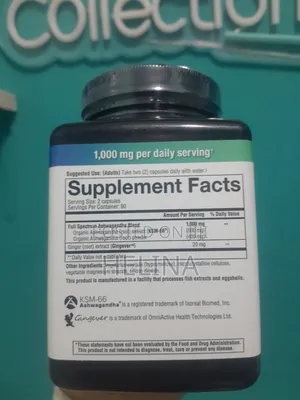 Collection
1,000 mg per daily serving†
Suggested Use: (Adults) Take two (2) capsules daily with water.†
Supplement Facts
Serving Size: 2 capsules
Servings Per Container: 90
Amount Per Serving % Daily Value
Full Spectrum Ashwagandha Blend 1,000 mg **
Organic Ashwagandha (root) extract (KSM-66®)
Organic Ashwagandha (root) powder
Ginger (root) extract (Gingever™) 20 mg **
** Daily Value not established.
Other Ingredients:
HELINA
vegetable magnesium stearate
This product is manufactured in a facility that processes fish and eggs/shellfish.
KSM-66
Ashwagandha® is a registered trademark of Ixoreal Biomed, Inc.
Gingever is a trademark of OmniActive Health Technologies Ltd.
†These statements have not been evaluated by the Food and Drug Administration.
This product is not intended to diagnose, treat, cure or prevent any disease.